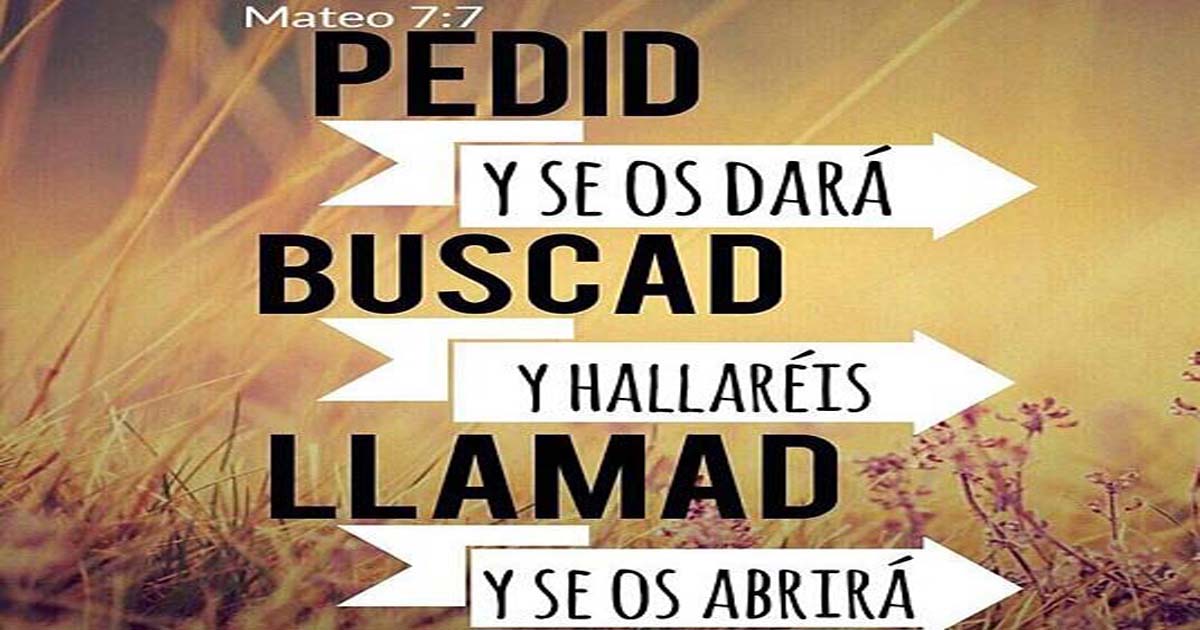 Mateo 7:7
PEDID
Y SE OS DARÁ
BUSCAD
Y HALLARÉIS
LLAMAD
Y SE OS ABRIRÁ